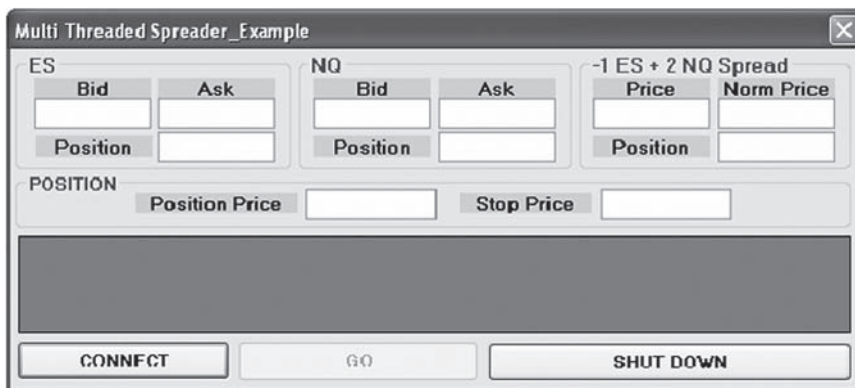 Multi Threaded Spreader_Example
ES NQ -1 ES + 2 NQ Spread
Bid Ask Bid Ask Price Norm Price
Position Position Position
POSITION
Position Price Stop Price
CONNECT GO SHUT DOWN